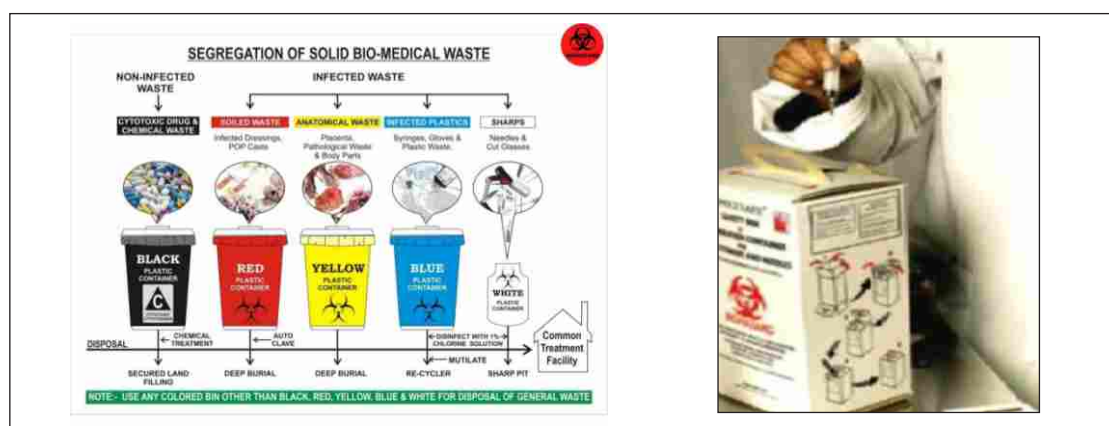 SEGREGATION OF SOLID BIO-MEDICAL WASTE
NON-INFECTED
WASTE
INFECTED WASTE
CYTOTOXIC DRUG &
CHEMICAL WASTE
SOILED WASTE
ANATOMICAL WASTE
INFECTED PLASTICS
SHARPS
Infected Dressings,
POP Casts
Placenta,
Pathological Waste
& Body Parts
Syringes, Gloves &
Plastic Waste.
Needles &
Cut Glasses
BLACK
PLASTIC
CONTAINER
C
RED
PLASTIC
CONTAINER
YELLOW
PLASTIC
CONTAINER
BLUE
PLASTIC
CONTAINER
WHITE
PLASTIC
CONTAINER
DISPOSAL
CHEMICAL
TREATMENT
AUTO
CLAVE
DISINFECT WITH 1%
CHLORINE SOLUTION
MUTILATE
Common
Treatment
Facility
SECURED LAND
FILLING
DEEP BURIAL
DEEP BURIAL
RE-CYCLER
SHARP PIT
NOTE:- USE ANY COLORED BIN OTHER THAN BLACK, RED, YELLOW, BLUE & WHITE FOR DISPOSAL OF GENERAL WASTE
SAFETY BOX